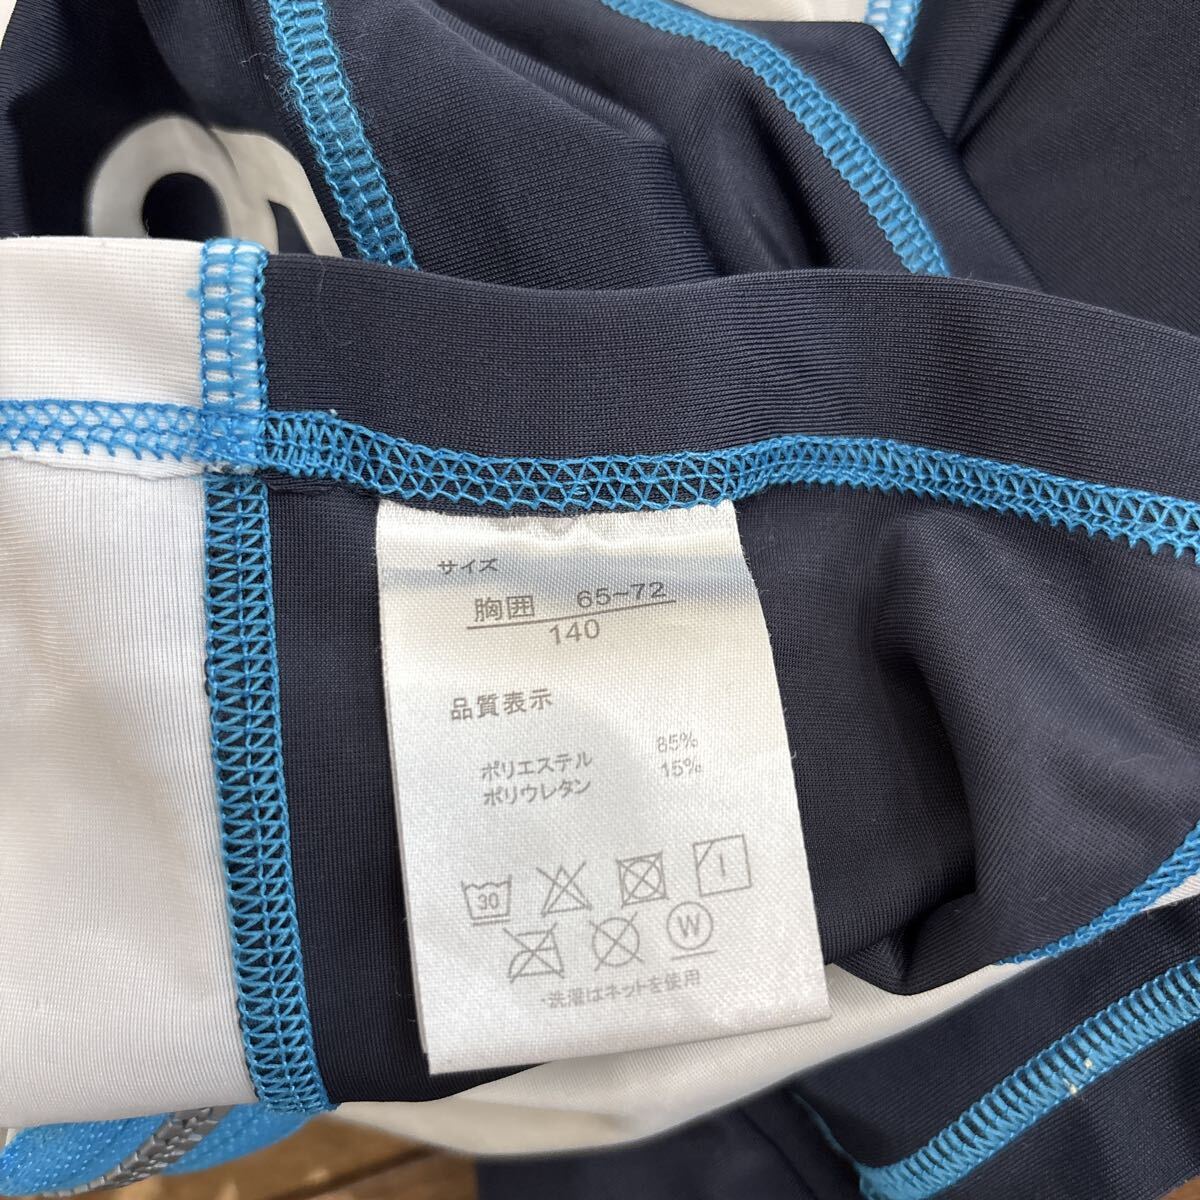 サイズ
胸囲 65~72
140
品質表示
ポリエステル 85%
ポリウレタン 15%
30
W
・洗濯はネットを使用